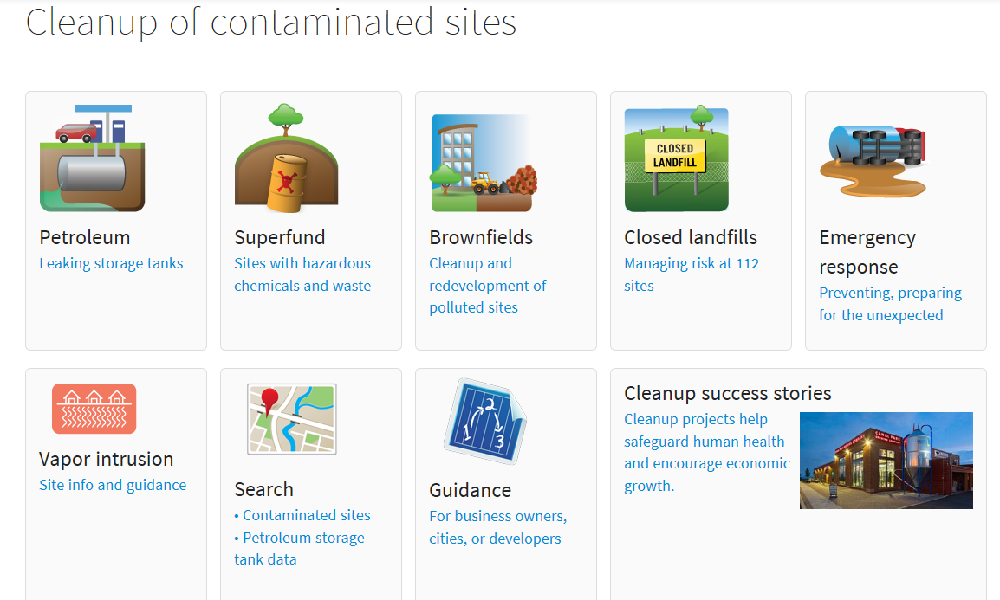 Cleanup of contaminated sites
Petroleum
Leaking storage tanks
Superfund
Sites with hazardous
chemicals and waste
Brownfields
Cleanup and
redevelopment of
polluted sites
CLOSED
LANDFILL
Closed landfills
Managing risk at 112
sites
Emergency
response
Preventing, preparing
for the unexpected
Vapor intrusion
Site info and guidance
Search
• Contaminated sites
• Petroleum storage
tank data
1
2
3
Guidance
For business owners,
cities, or developers
Cleanup success stories
Cleanup projects help
safeguard human health
and encourage economic
growth.
CANAL PARK